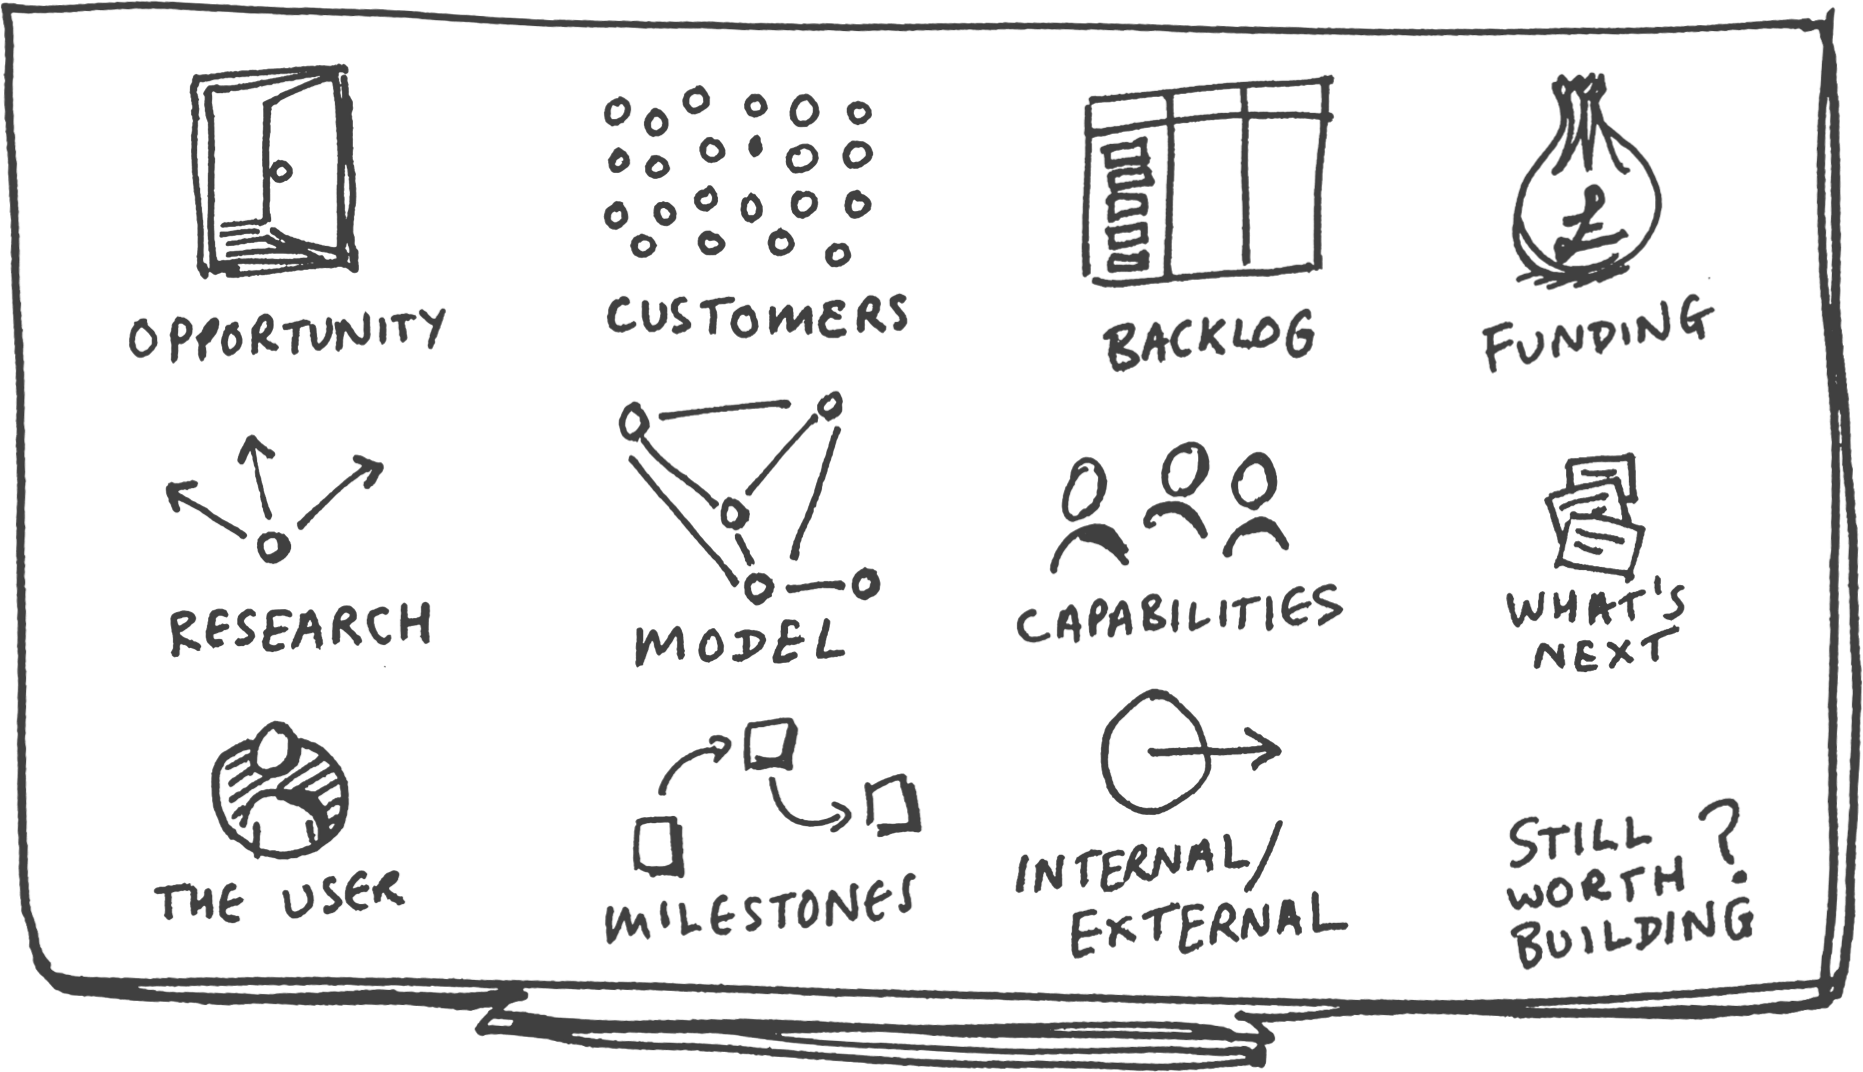 OPPORTUNITY
CUSTOMERS
BACKLOG
£
FUNDING
RESEARCH
MODEL
CAPABILITIES
WHAT'S
NEXT
THE USER
MILESTONES
INTERNAL/
EXTERNAL
STILL
WORTH ?
BUILDING